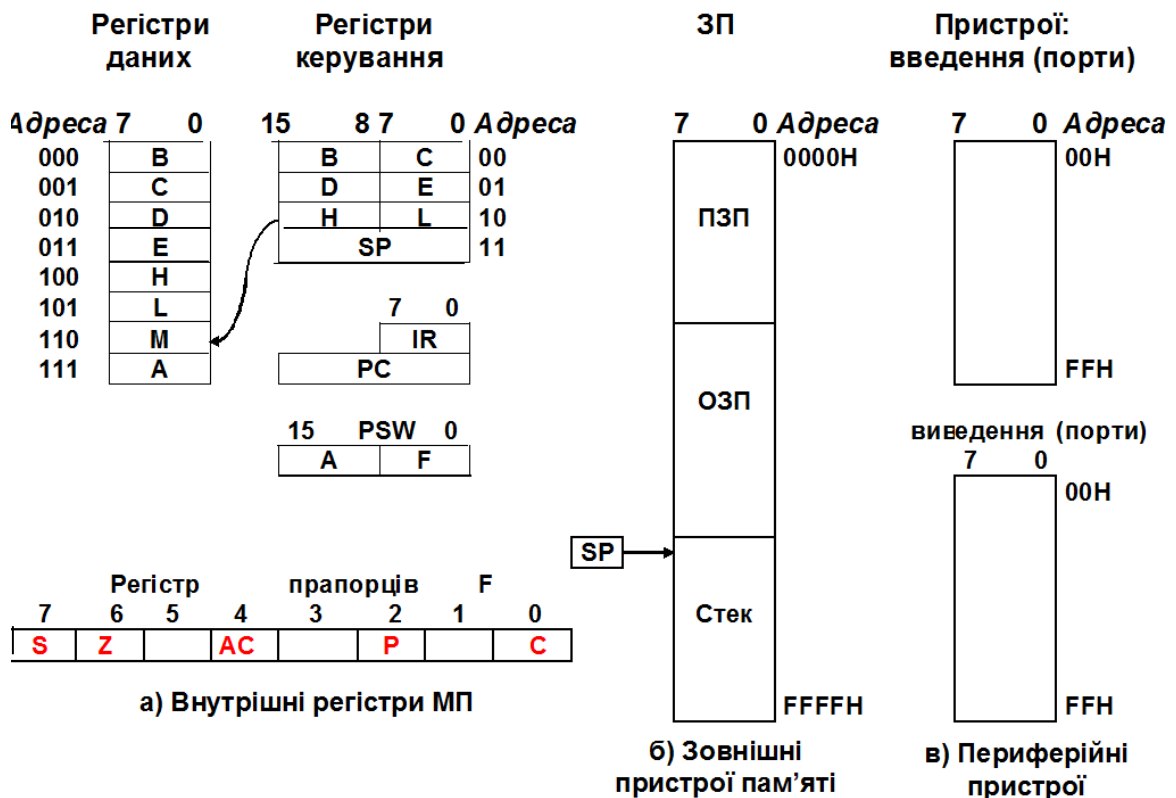 Регістри Регістри ЗП Пристрої:
даних керування введення (порти)
Адреса 7 0 15 8 7 0 Адреса 7 0 Адреса 7 0 Адреса
000 B B C 00 0000H 00H
001 C D E 01
010 D H L 10 ПЗП
011 E SP 11
100 H
101 L 7 0
110 M IR
111 A PC FFH
ОЗП
15 PSW 0 виведення (порти)
A F 7 0
00H
SP
Регістр прапорців F
7 6 5 4 3 2 1 0 Стек
S Z AC P C
а) Внутрішні регістри МП FFFFH FFH
б) Зовнішні в) Периферійні
пристрої пам’яті пристрої